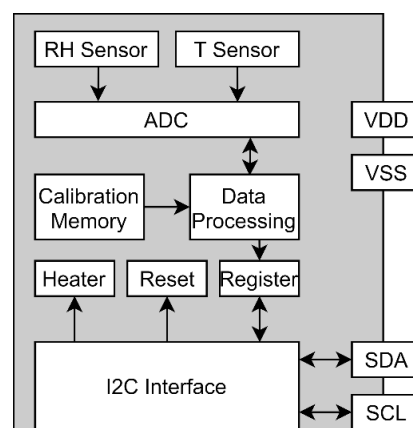 RH Sensor
T Sensor
ADC
VDD
VSS
Calibration
Memory
Data
Processing
Heater
Reset
Register
I2C Interface
SDA
SCL